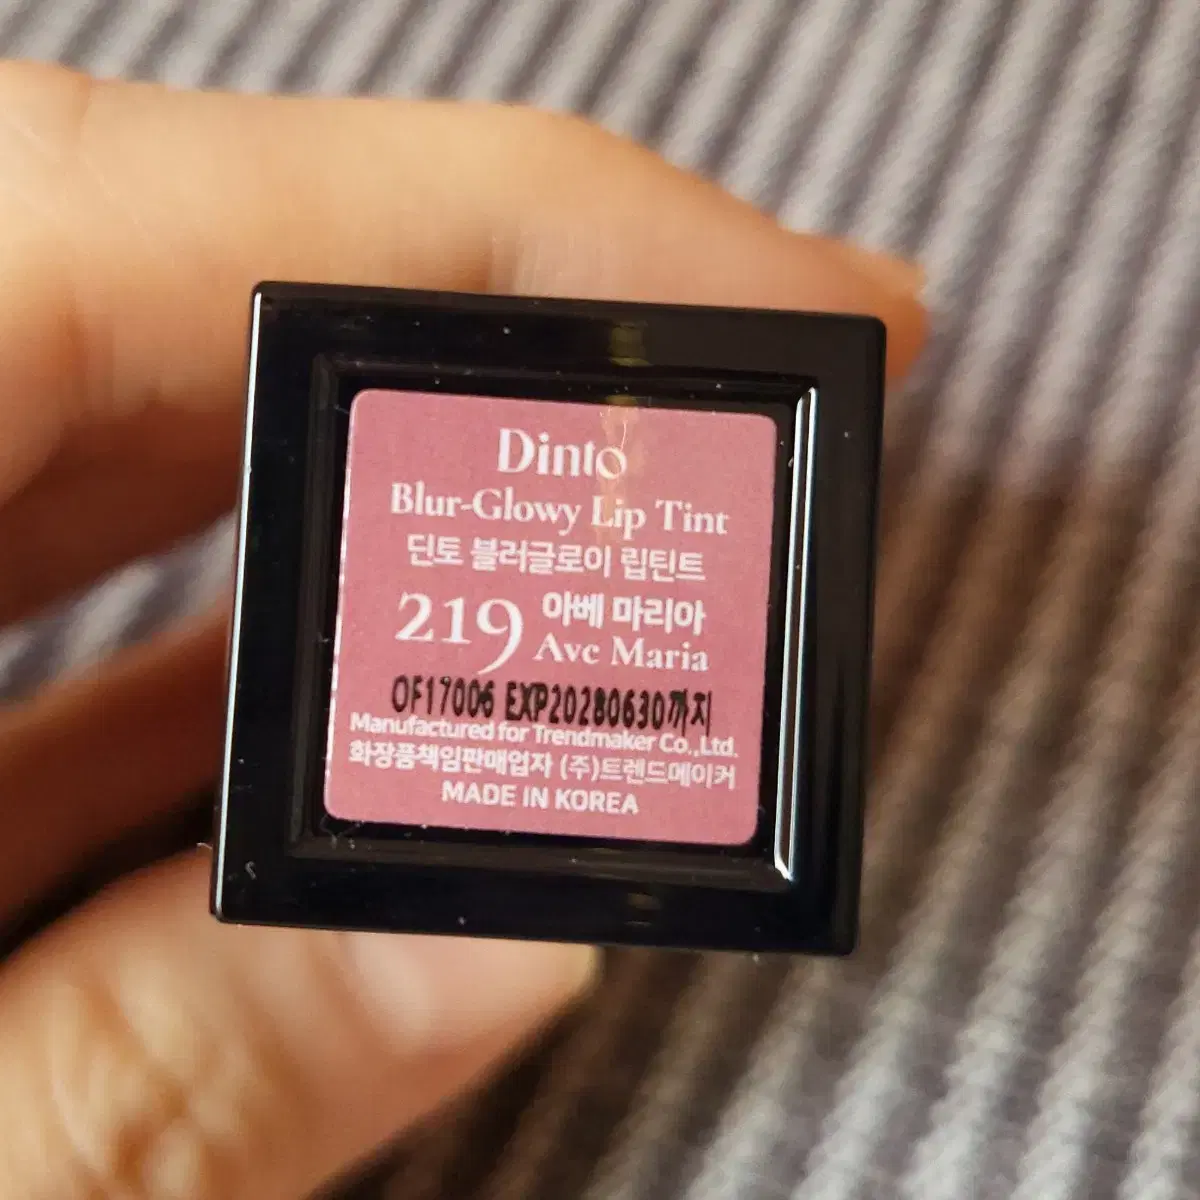 Dinto
Blur-Glowy Lip Tint
딘토 블러글로이 립틴트
219 아베 마리아
Ave Maria
OF17006 EXP20280630까지
Manufactured for Trendmaker Co.,Ltd.
화장품책임판매업자 (주)트렌드메이커
MADE IN KOREA